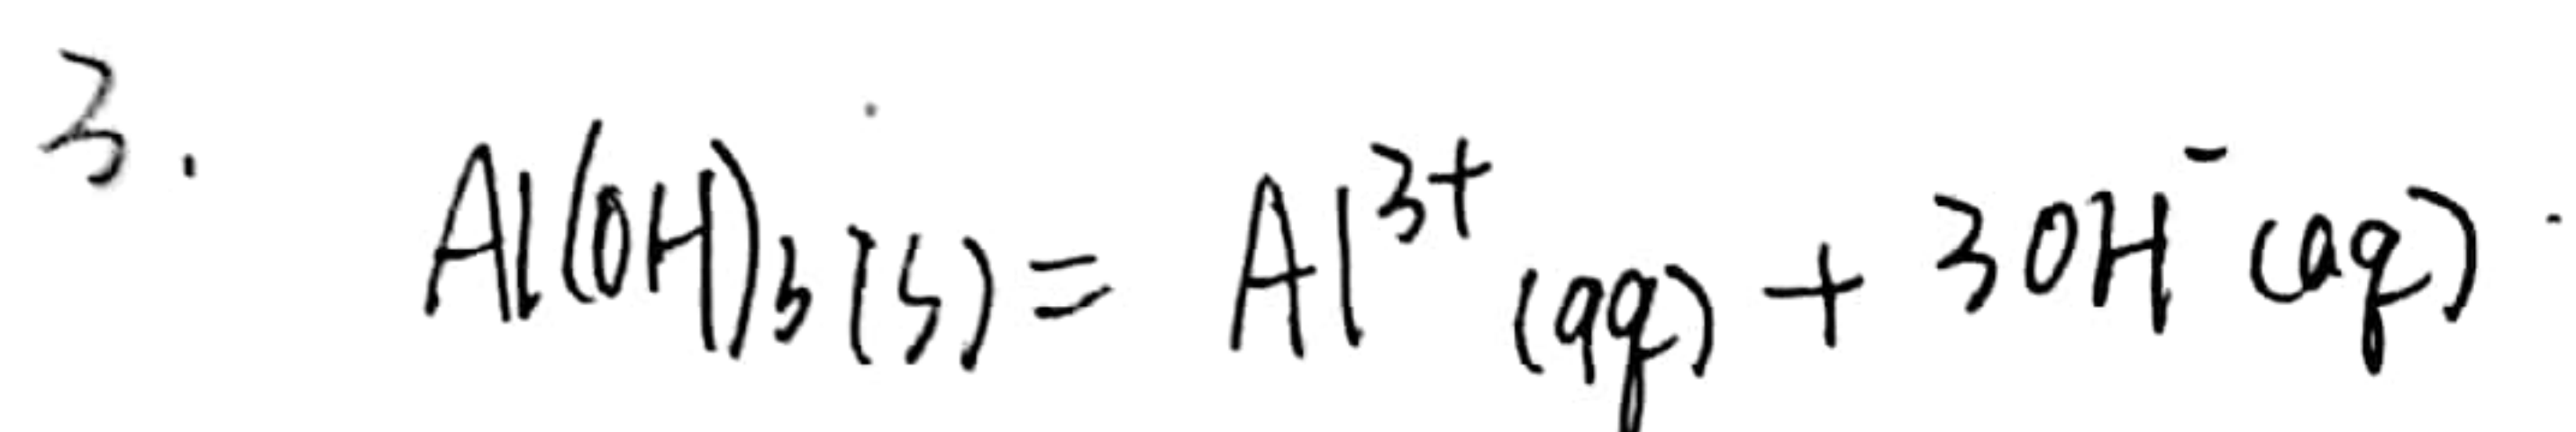 3. Al(OH)₃(s) = Al³⁺(aq) + 3OH⁻(aq)